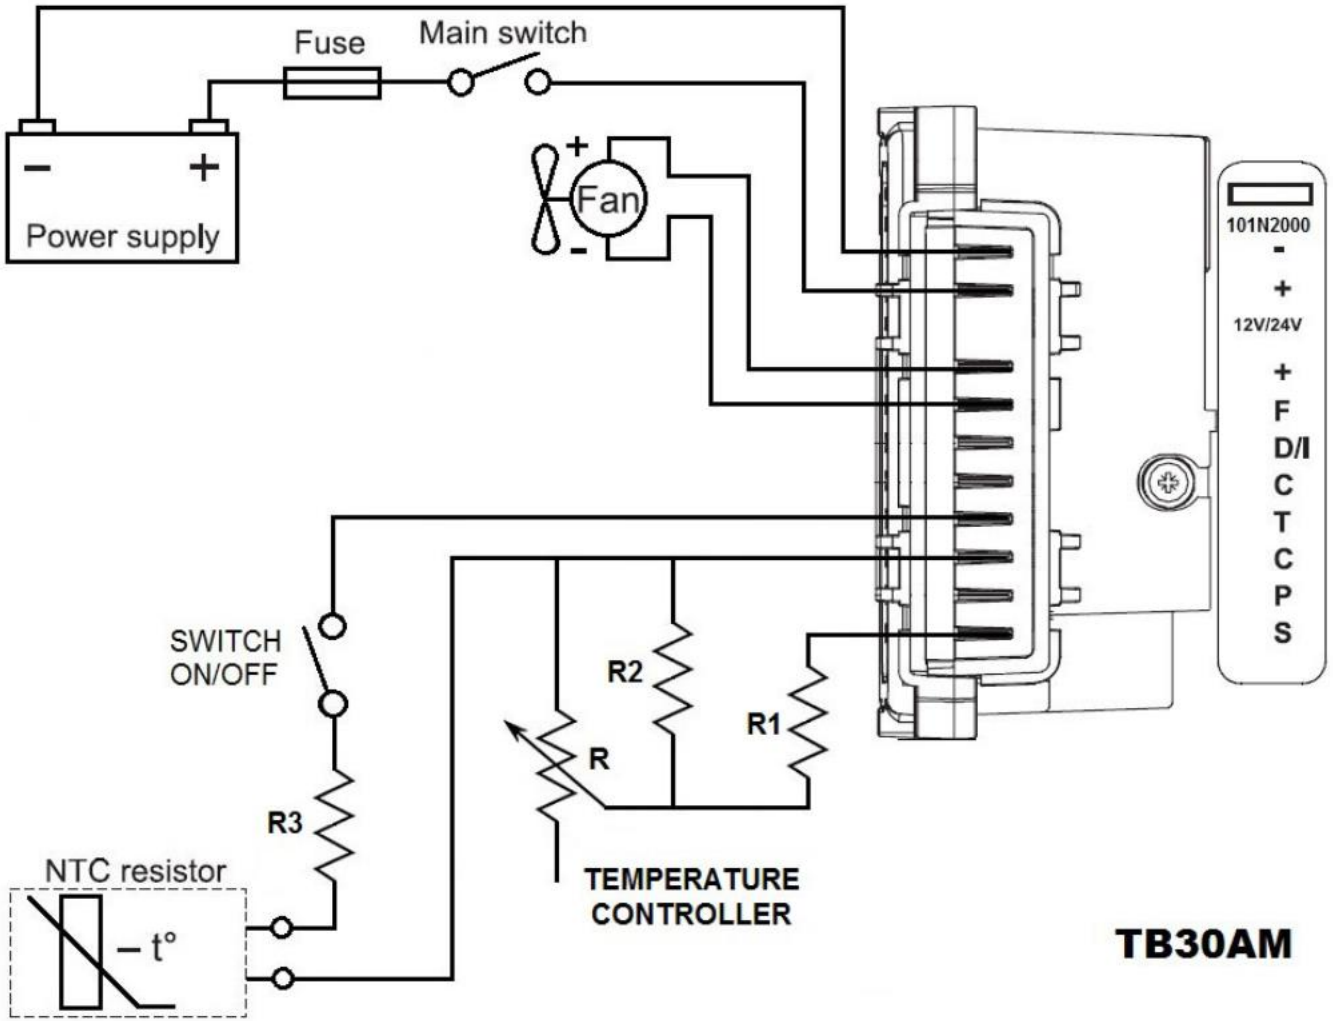 Fuse
Main switch
− +
Power supply
+
Fan
-
101N2000
-
+
12V/24V
+
F
D/I
C
T
C
P
S
SWITCH
ON/OFF
R2
R1
R
R3
NTC resistor
− t°
TEMPERATURE
CONTROLLER
TB30AM